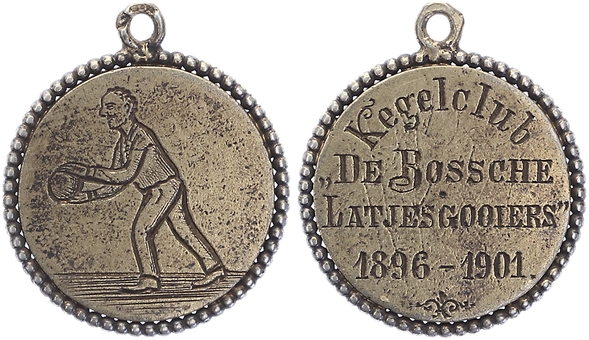 Kegelclub
„De Bossche
Latjesgooiers"
1896 - 1901.